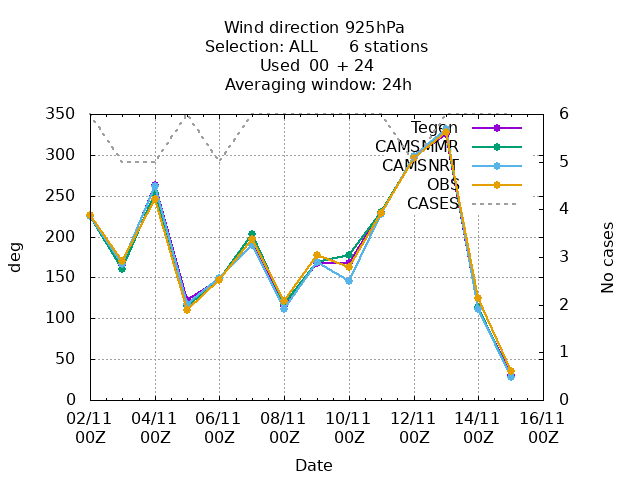 Wind direction 925hPa
Selection: ALL      6 stations
Used  00 + 24
Averaging window: 24h
350
300
250
200
150
100
50
0
deg
6
5
4
3
2
1
0
No cases
Tegen
CAMSMMR
CAMSNRT
OBS
CASES
02/11 04/11 06/11 08/11 10/11 12/11 14/11 16/11
00Z 00Z 00Z 00Z 00Z 00Z 00Z 00Z
Date